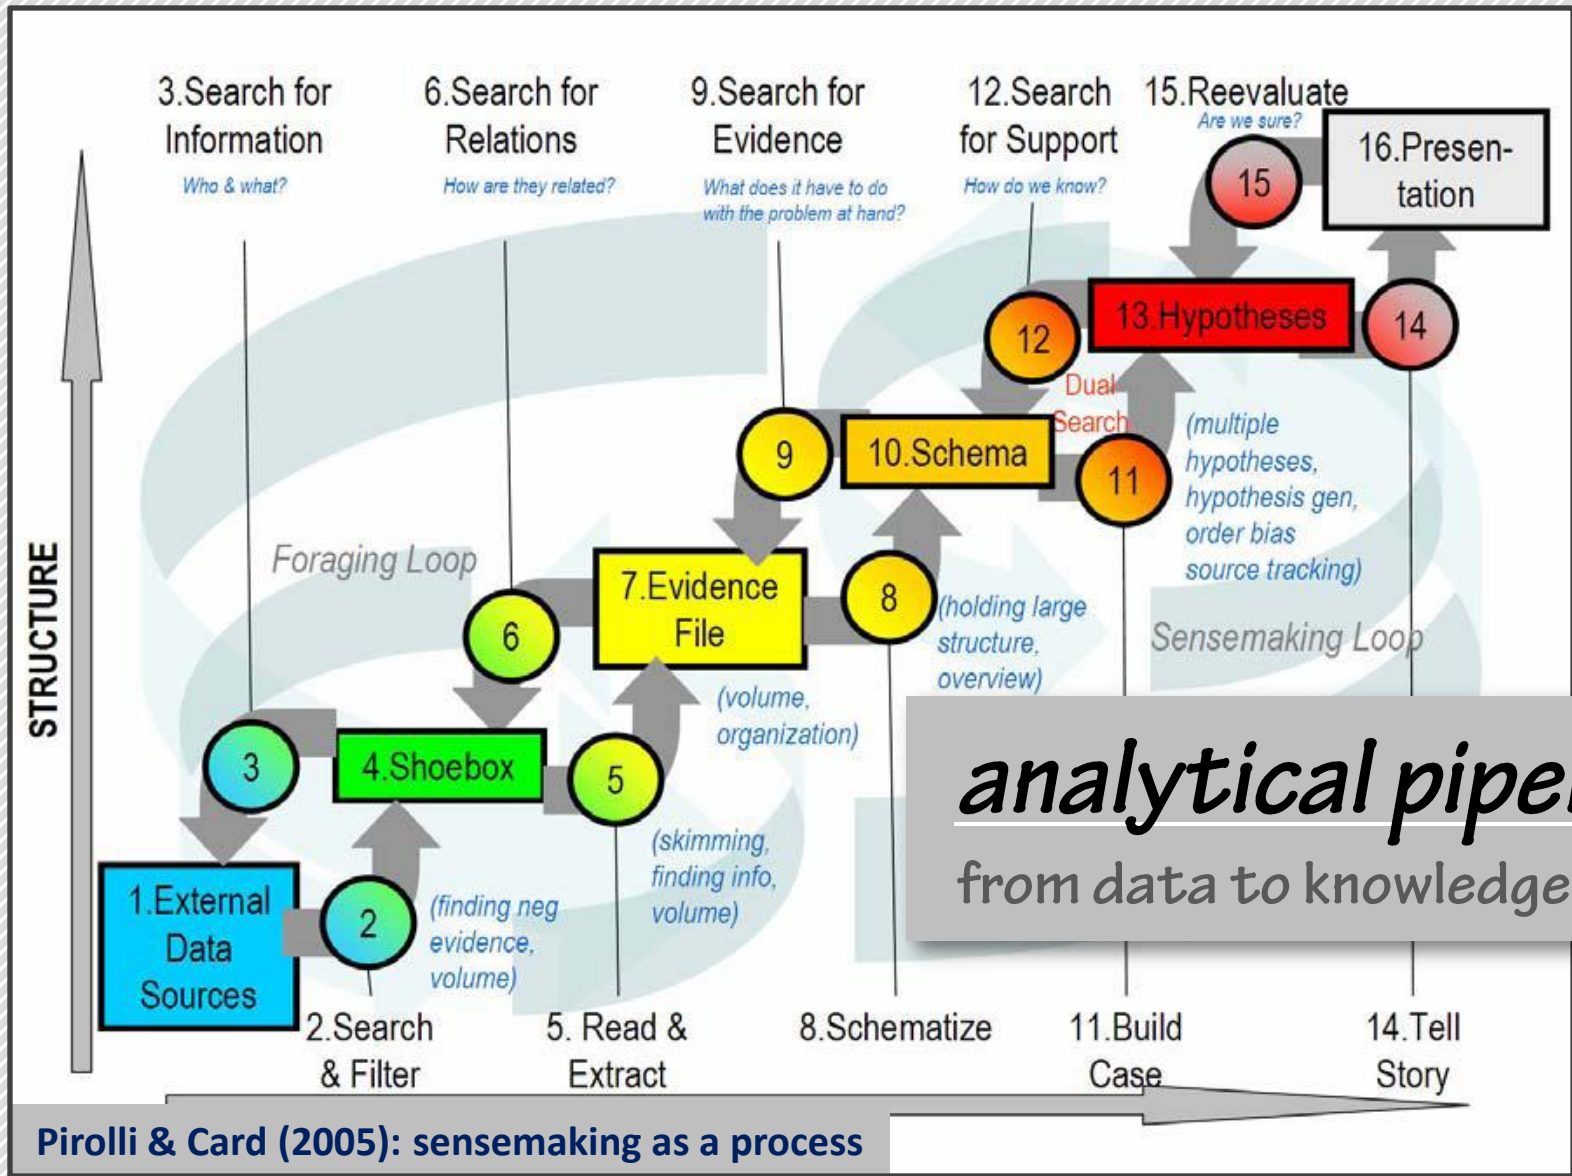 3.Search for
Information
Who & what?
6.Search for
Relations
How are they related?
9.Search for
Evidence
What does it have to do
with the problem at hand?
12.Search
for Support
How do we know?
15.Reevaluate
Are we sure?
15
16.Presen-
tation
12
13.Hypotheses
14
Dual
Search
9
10.Schema
11
(multiple
hypotheses,
hypothesis gen,
order bias
source tracking)
STRUCTURE
Foraging Loop
6
7.Evidence
File
8
(holding large
structure,
overview)
Sensemaking Loop
(volume,
organization)
3
4.Shoebox
5
(skimming,
finding info,
volume)
1.External
Data
Sources
2
(finding neg
evidence,
volume)
analytical
from data to knowledge
2.Search
& Filter
5. Read &
Extract
8.Schematize
11.Build
Case
14.Tell
Story
Pirolli & Card (2005): sensemaking as a process